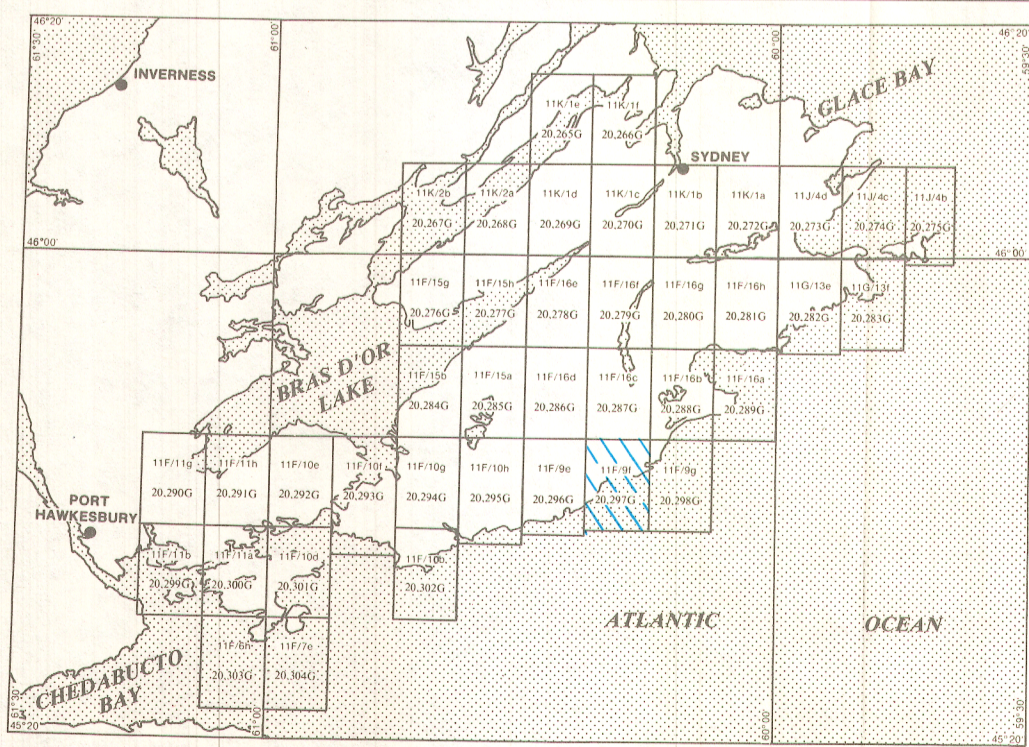 46°20'
61°30'
61°00'
60°00'
46°20'
59°30'
INVERNESS
GLACE BAY
11K/1e
11K/1f
20,265G
20,266G
SYDNEY
11K/2b
11K/2a
11K/1d
11K/1c
11K/1b
11K/1a
11J/4d
11J/4c
11J/4b
20,267G
20,268G
20,269G
20,270G
20,271G
20,272G
20,273G
20,274G
20,275G
46°00'
46°00'
11F/15g
11F/15h
11F/16e
11F/16f
11F/16g
11F/16h
11G/13e
11G/13f
20,276G
20,277G
20,278G
20,279G
20,280G
20,281G
20,282G
20,283G
BRAS D'OR
LAKE
11F/15b
11F/15a
11F/16d
11F/16c
11F/16b
11F/16a
20,284G
20,285G
20,286G
20,287G
20,288G
20,289G
11F/11g
11F/11h
11F/10e
11F/10f
11F/10g
11F/10h
11F/9e
11F/9f
11F/9g
20,290G
20,291G
20,292G
20,293G
20,294G
20,295G
20,296G
20,297G
20,298G
PORT
HAWKESBURY
11F/11b
11F/11a
11F/10d
11F/10b
20,299G
20,300G
20,301G
20,302G
ATLANTIC
OCEAN
11F/6h
11F/7e
20,303G
20,304G
CHEDABUCTO
BAY
61°30'
45°20'
61°00'
60°00'
59°30'
45°20'